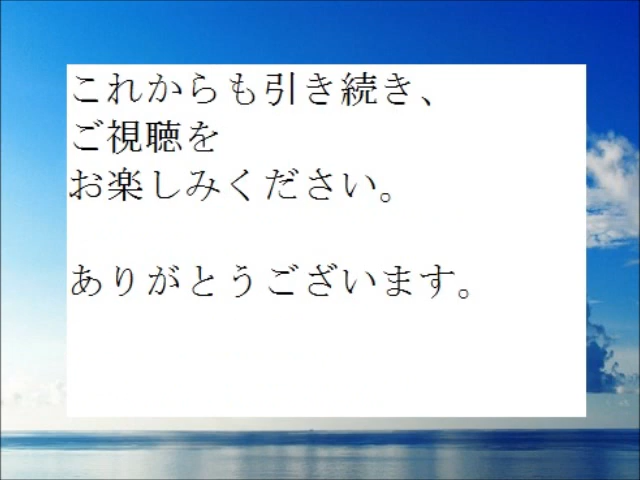 これからも引き続き、
ご視聴を
お楽しみください。
ありがとうございます。